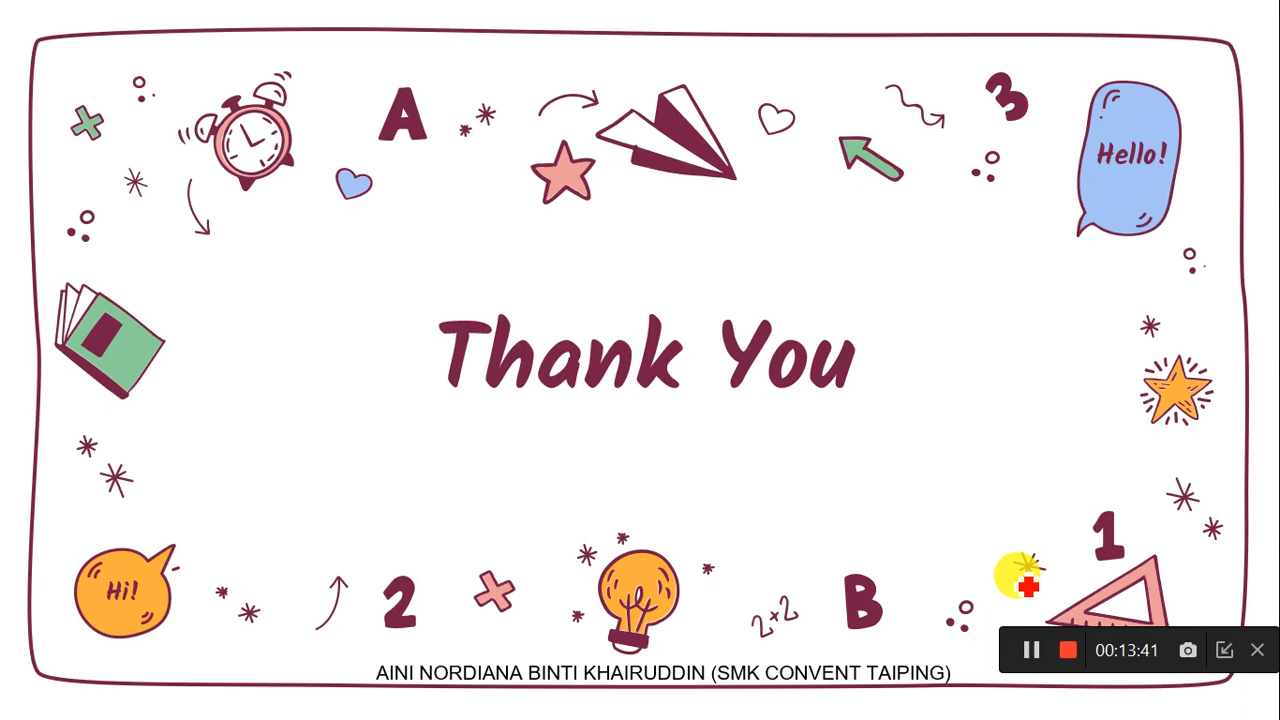 A
3
Hello!
Thank You
1
Hi!
2
2+2
B
00:13:41
AINI NORDIANA BINTI KHAIRUDDIN (SMK CONVENT TAIPING)